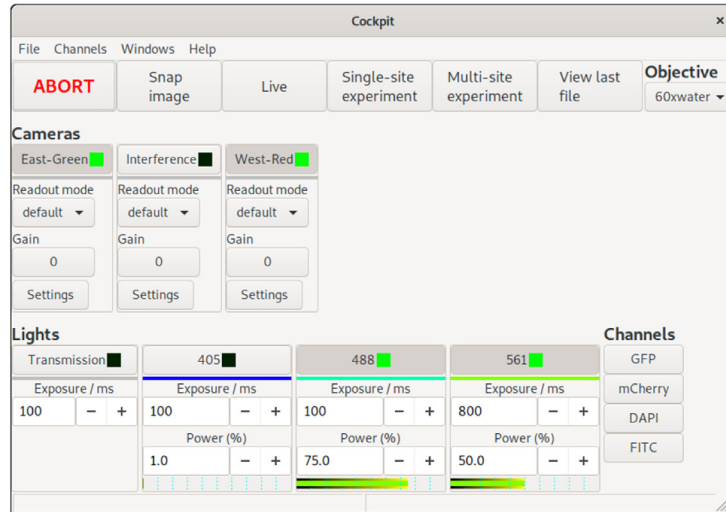 Cockpit
×
File Channels Windows Help
ABORT
Snap
image
Live
Single-site
experiment
Multi-site
experiment
View last
file
Objective
60xwater
Cameras
East-Green
Interference
West-Red
Readout mode
Readout mode
Readout mode
default
default
default
Gain
Gain
Gain
0
0
0
Settings
Settings
Settings
Lights
Channels
Transmission
405
488
561
GFP
Exposure / ms
Exposure / ms
Exposure / ms
Exposure / ms
mCherry
100 − +
100 − +
100 − +
800 − +
DAPI
Power (%)
Power (%)
Power (%)
FITC
1.0 − +
75.0 − +
50.0 − +